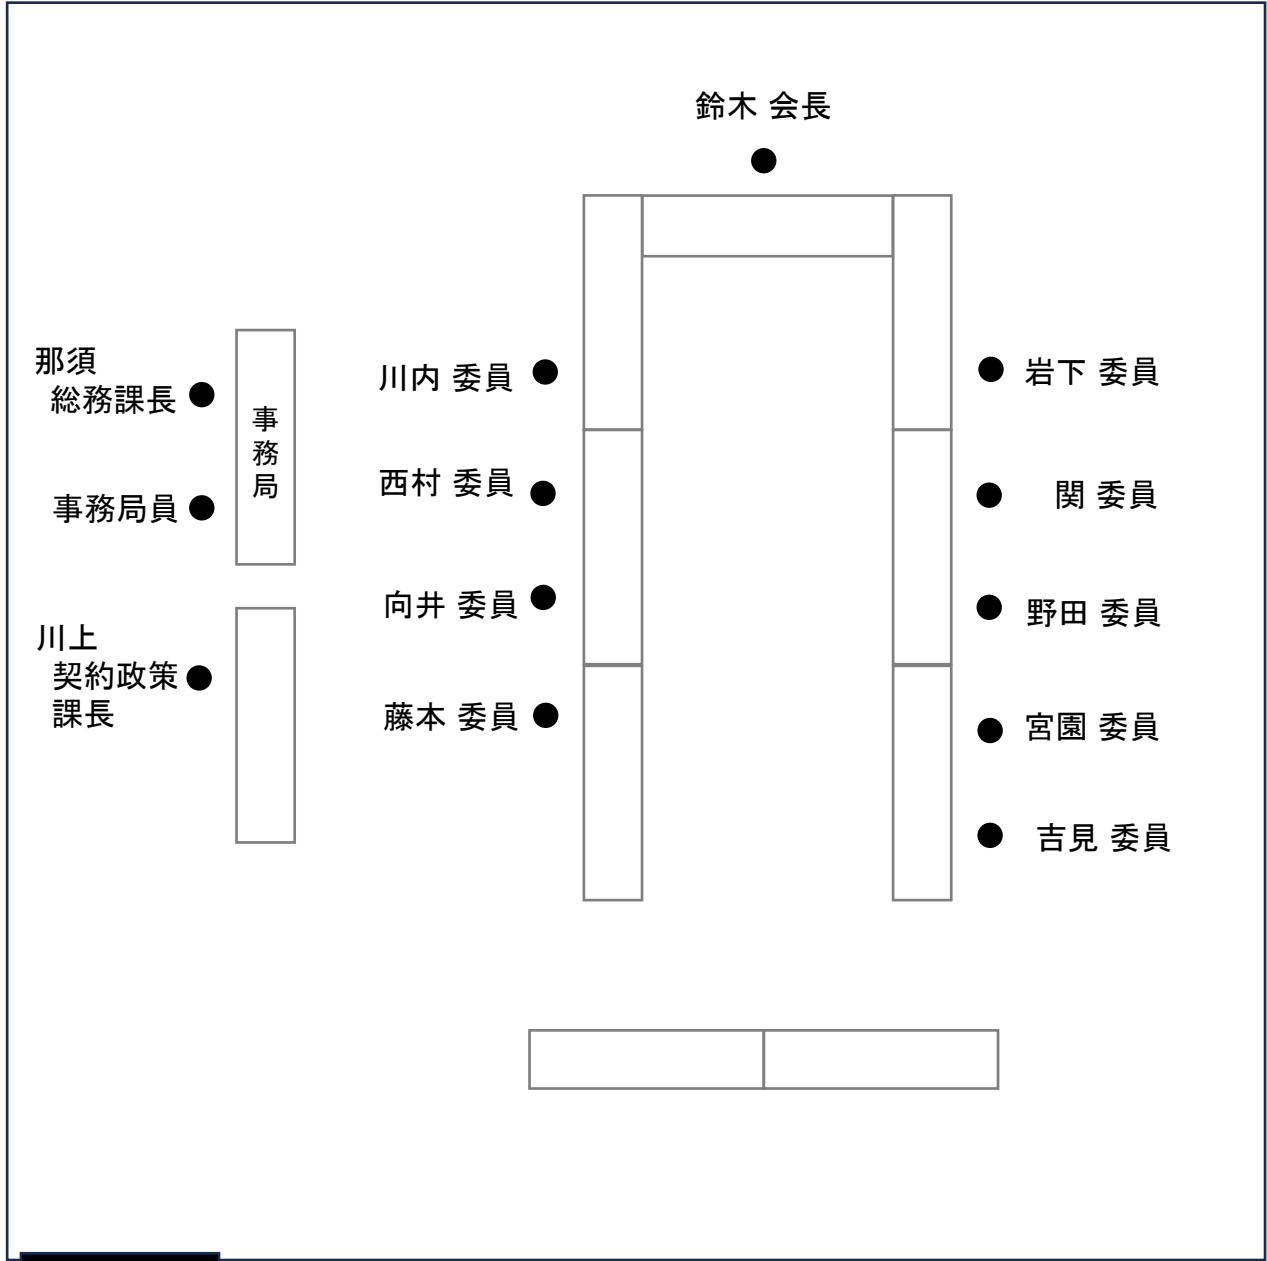 鈴木 会長
那須
総務課長
事務局員
事務局
川上
契約政策
課長
川内 委員
西村 委員
向井 委員
藤本 委員
岩下 委員
関 委員
野田 委員
宮園 委員
吉見 委員